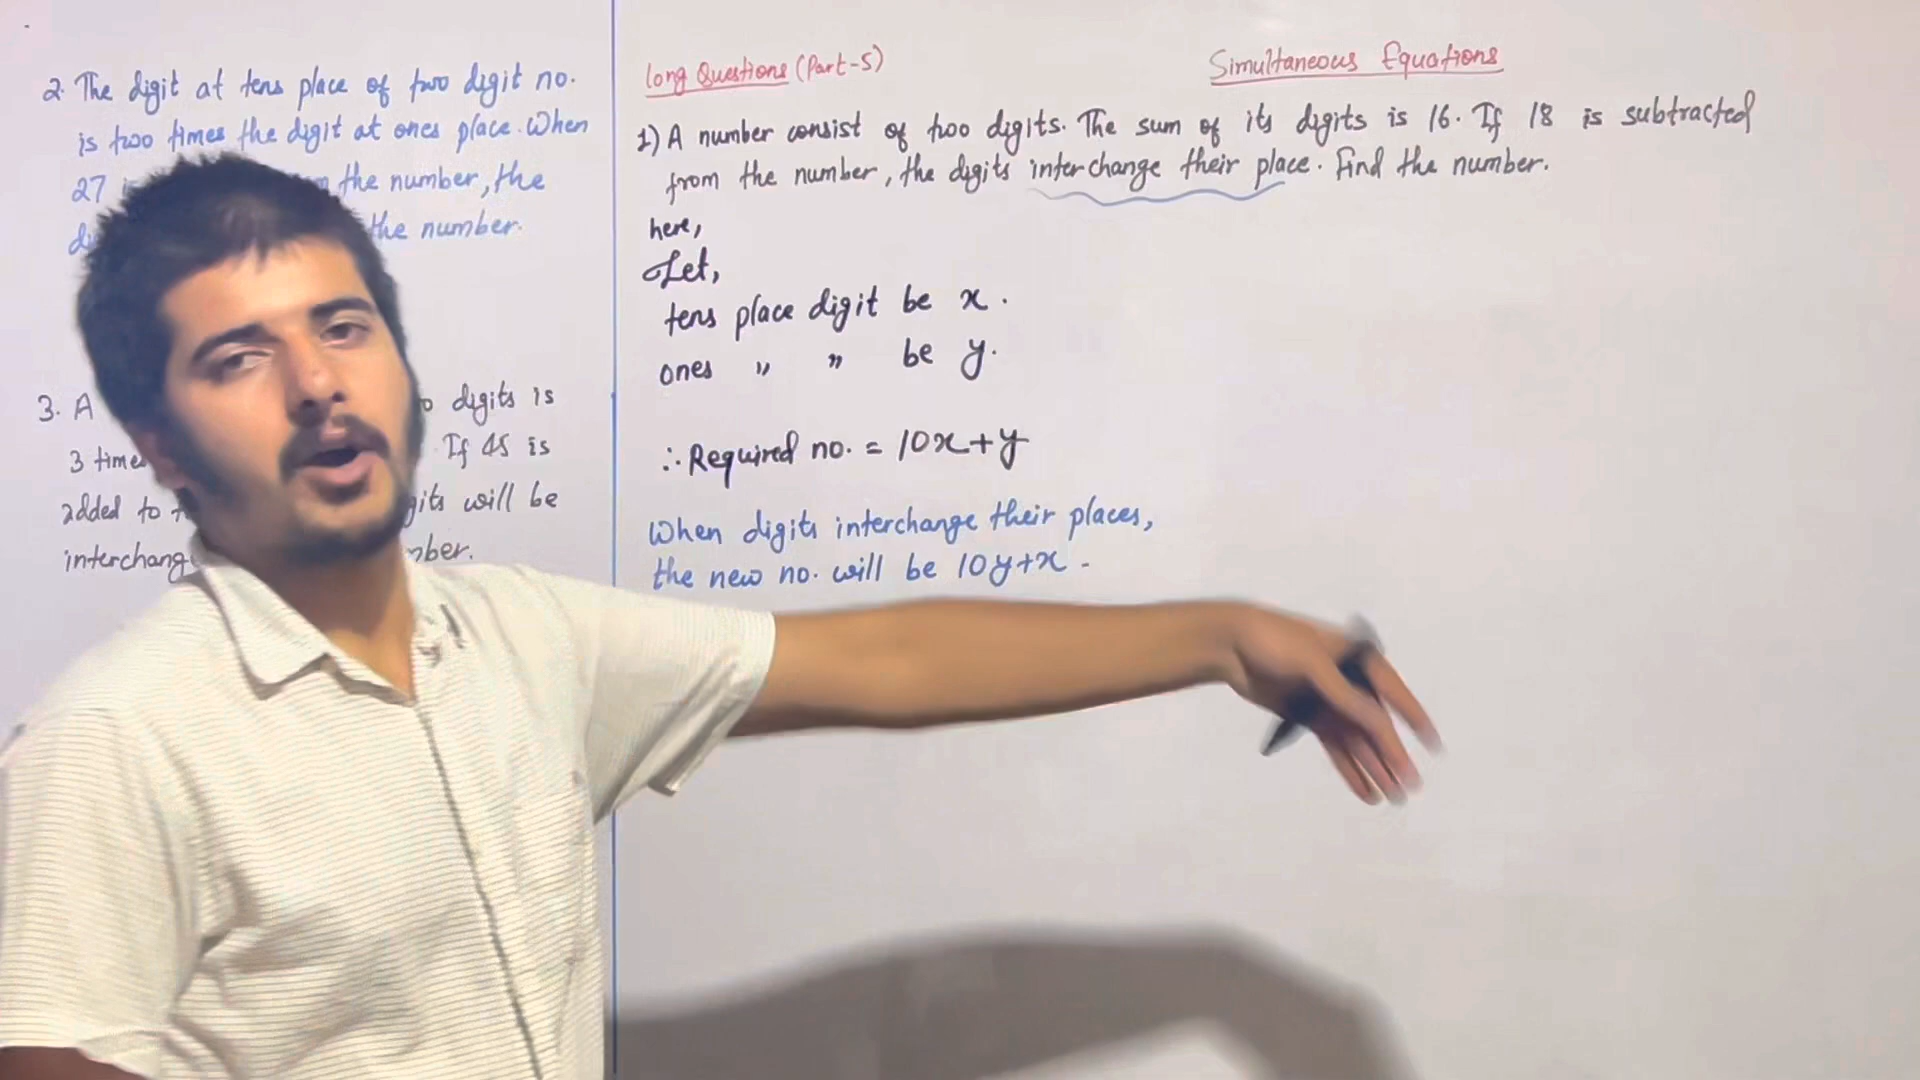 2. The digit at tens place of two digit no.
is two times the digit at ones place. When
27 the number, the
the number.
3. A digits is
3 times If 45 is
added to will be
interchang
Long Questions (Part-5)
Simultaneous Equations
1) A number consist of two digits. The sum of its digits is 16. If 18 is subtracted
from the number, the digits interchange their place. Find the number.
here,
Let,
tens place digit be x.
ones " " be y.
∴ Required no. = 10x+y
When digits interchange their places,
the new no. will be 10y+x -